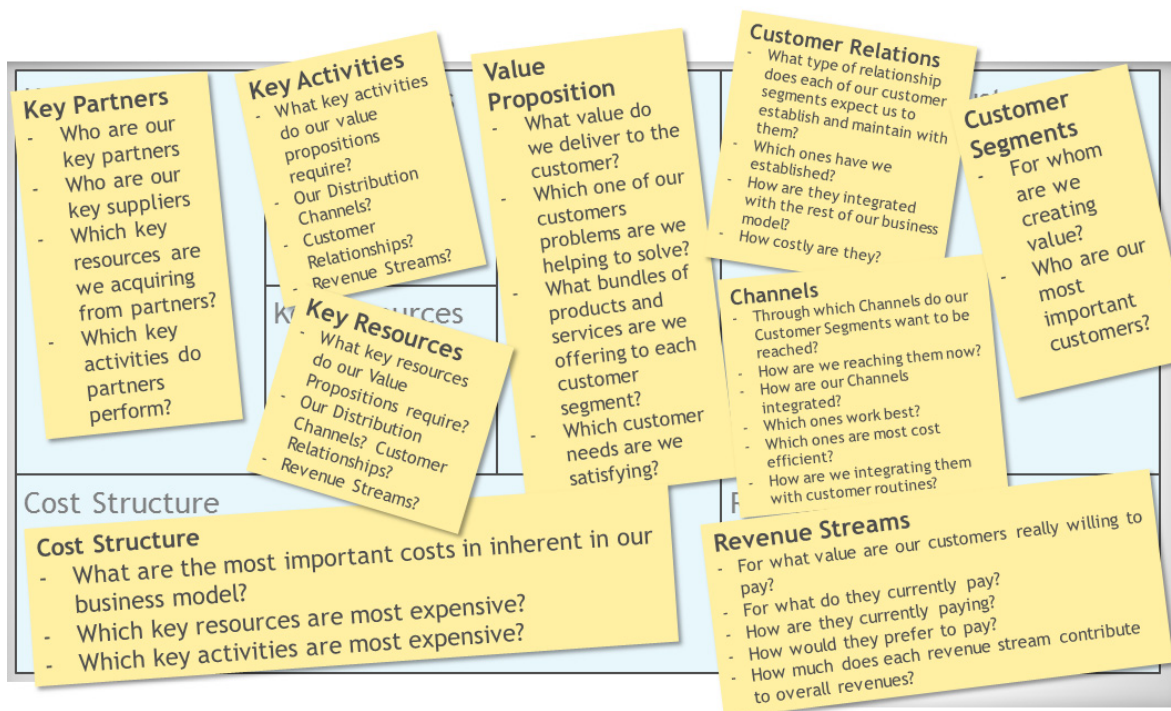 Key Partners
- Who are our
key partners
- Who are our
key suppliers
- Which key
resources are
we acquiring
from partners?
- Which key
activities do
partners
perform?
Key Activities
- What key activities
do our value
propositions
require?
- Our Distribution
Channels?
- Customer
Relationships?
- Revenue Streams?
Key Resources
- What key resources
do our Value
Propositions require?
- Our Distribution
Channels? Customer
Relationships?
- Revenue Streams?
Value
Proposition
- What value do
we deliver to the
customer?
- Which one of our
customers
problems are we
helping to solve?
- What bundles of
products and
services are we
offering to each
customer
segment?
- Which customer
needs are we
satisfying?
Customer Relations
- What type of relationship
does each of our customer
segments expect us to
establish and maintain with
them?
- Which ones have we
established?
- How are they integrated
with the rest of our business
model?
- How costly are they?
Channels
- Through which Channels do our
Customer Segments want to be
reached?
- How are we reaching them now?
- How are our Channels
integrated?
- Which ones work best?
- Which ones are most cost
efficient?
- How are we integrating them
with customer routines?
Customer
Segments
- For whom
are we
creating
value?
- Who are our
most
important
customers?
Cost Structure
Cost Structure
- What are the most important costs in inherent in our
business model?
- Which key resources are most expensive?
- Which key activities are most expensive?
Revenue Streams
- For what value are our customers really willing to
pay?
- For what do they currently pay?
- How are they currently paying?
- How would they prefer to pay?
- How much does each revenue stream contribute
to overall revenues?